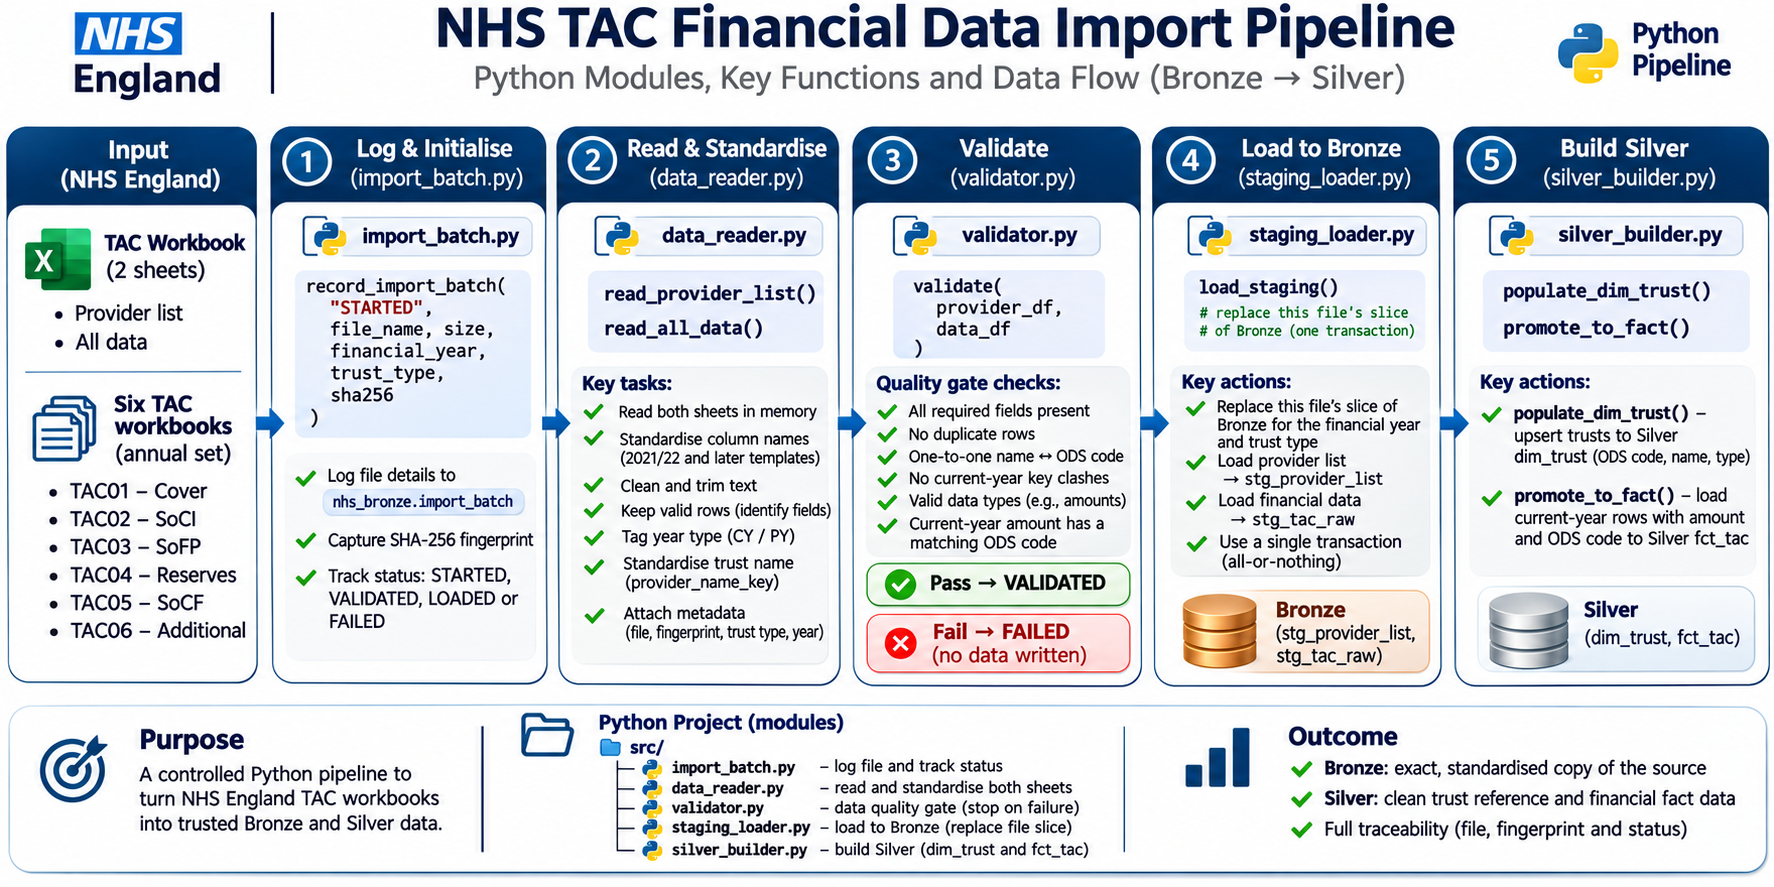 NHS
England
NHS TAC Financial Data Import Pipeline
Python Modules, Key Functions and Data Flow (Bronze → Silver)
Python
Pipeline
Input
(NHS England)
X
TAC Workbook
(2 sheets)
• Provider list
• All data
Six TAC
workbooks
(annual set)
• TAC01 – Cover
• TAC02 – SoCI
• TAC03 – SoFP
• TAC04 – Reserves
• TAC05 – SoCF
• TAC06 – Additional
1
Log & Initialise
(import_batch.py)
import_batch.py
record_import_batch(
"STARTED",
file_name, size,
financial_year,
trust_type,
sha256
)
Log file details to
nhs_bronze.import_batch
Capture SHA-256 fingerprint
Track status: STARTED,
VALIDATED, LOADED or
FAILED
2
Read & Standardise
(data_reader.py)
data_reader.py
read_provider_list()
read_all_data()
Key tasks:
Read both sheets in memory
Standardise column names
(2021/22 and later templates)
Clean and trim text
Keep valid rows (identify fields)
Tag year type (CY / PY)
Standardise trust name
(provider_name_key)
Attach metadata
(file, fingerprint, trust type, year)
3
Validate
(validator.py)
validator.py
validate(
provider_df,
data_df
)
Quality gate checks:
All required fields present
No duplicate rows
One-to-one name ↔ ODS code
No current-year key clashes
Valid data types (e.g., amounts)
Current-year amount has a
matching ODS code
Pass → VALIDATED
Fail → FAILED
(no data written)
4
Load to Bronze
(staging_loader.py)
staging_loader.py
load_staging()
# replace this file's slice
# of Bronze (one transaction)
Key actions:
Replace this file's slice of
Bronze for the financial year
and trust type
Load provider list
→ stg_provider_list
Load financial data
→ stg_tac_raw
Use a single transaction
(all-or-nothing)
Bronze
(stg_provider_list,
stg_tac_raw)
5
Build Silver
(silver_builder.py)
silver_builder.py
populate_dim_trust()
promote_to_fact()
Key actions:
populate_dim_trust() –
upsert trusts to Silver
dim_trust (ODS code, name, type)
promote_to_fact() – load
current-year rows with amount
and ODS code to Silver fct_tac
Silver
(dim_trust, fct_tac)
Purpose
A controlled Python pipeline to
turn NHS England TAC workbooks
into trusted Bronze and Silver data.
Python Project (modules)
src/
import_batch.py – log file and track status
data_reader.py – read and standardise both sheets
validator.py – data quality gate (stop on failure)
staging_loader.py – load to Bronze (replace file slice)
silver_builder.py – build Silver (dim_trust and fct_tac)
Outcome
Bronze: exact, standardised copy of the source
Silver: clean trust reference and financial fact data
Full traceability (file, fingerprint and status)